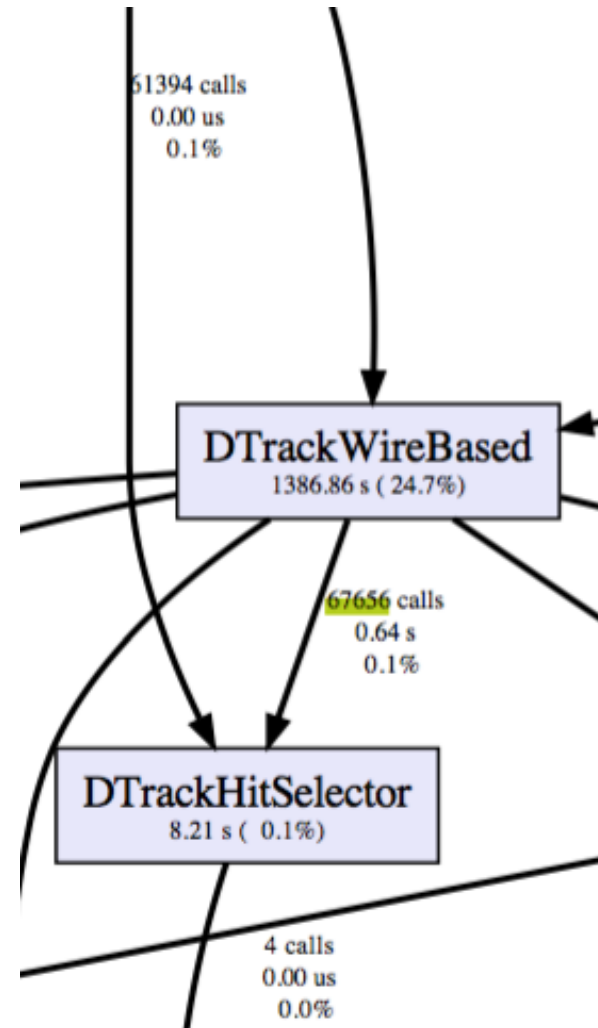 61394 calls
0.00 us
0.1%
DTrackWireBased
1386.86 s ( 24.7%)
67656 calls
0.64 s
0.1%
DTrackHitSelector
8.21 s (  0.1%)
4 calls
0.00 us
0.0%